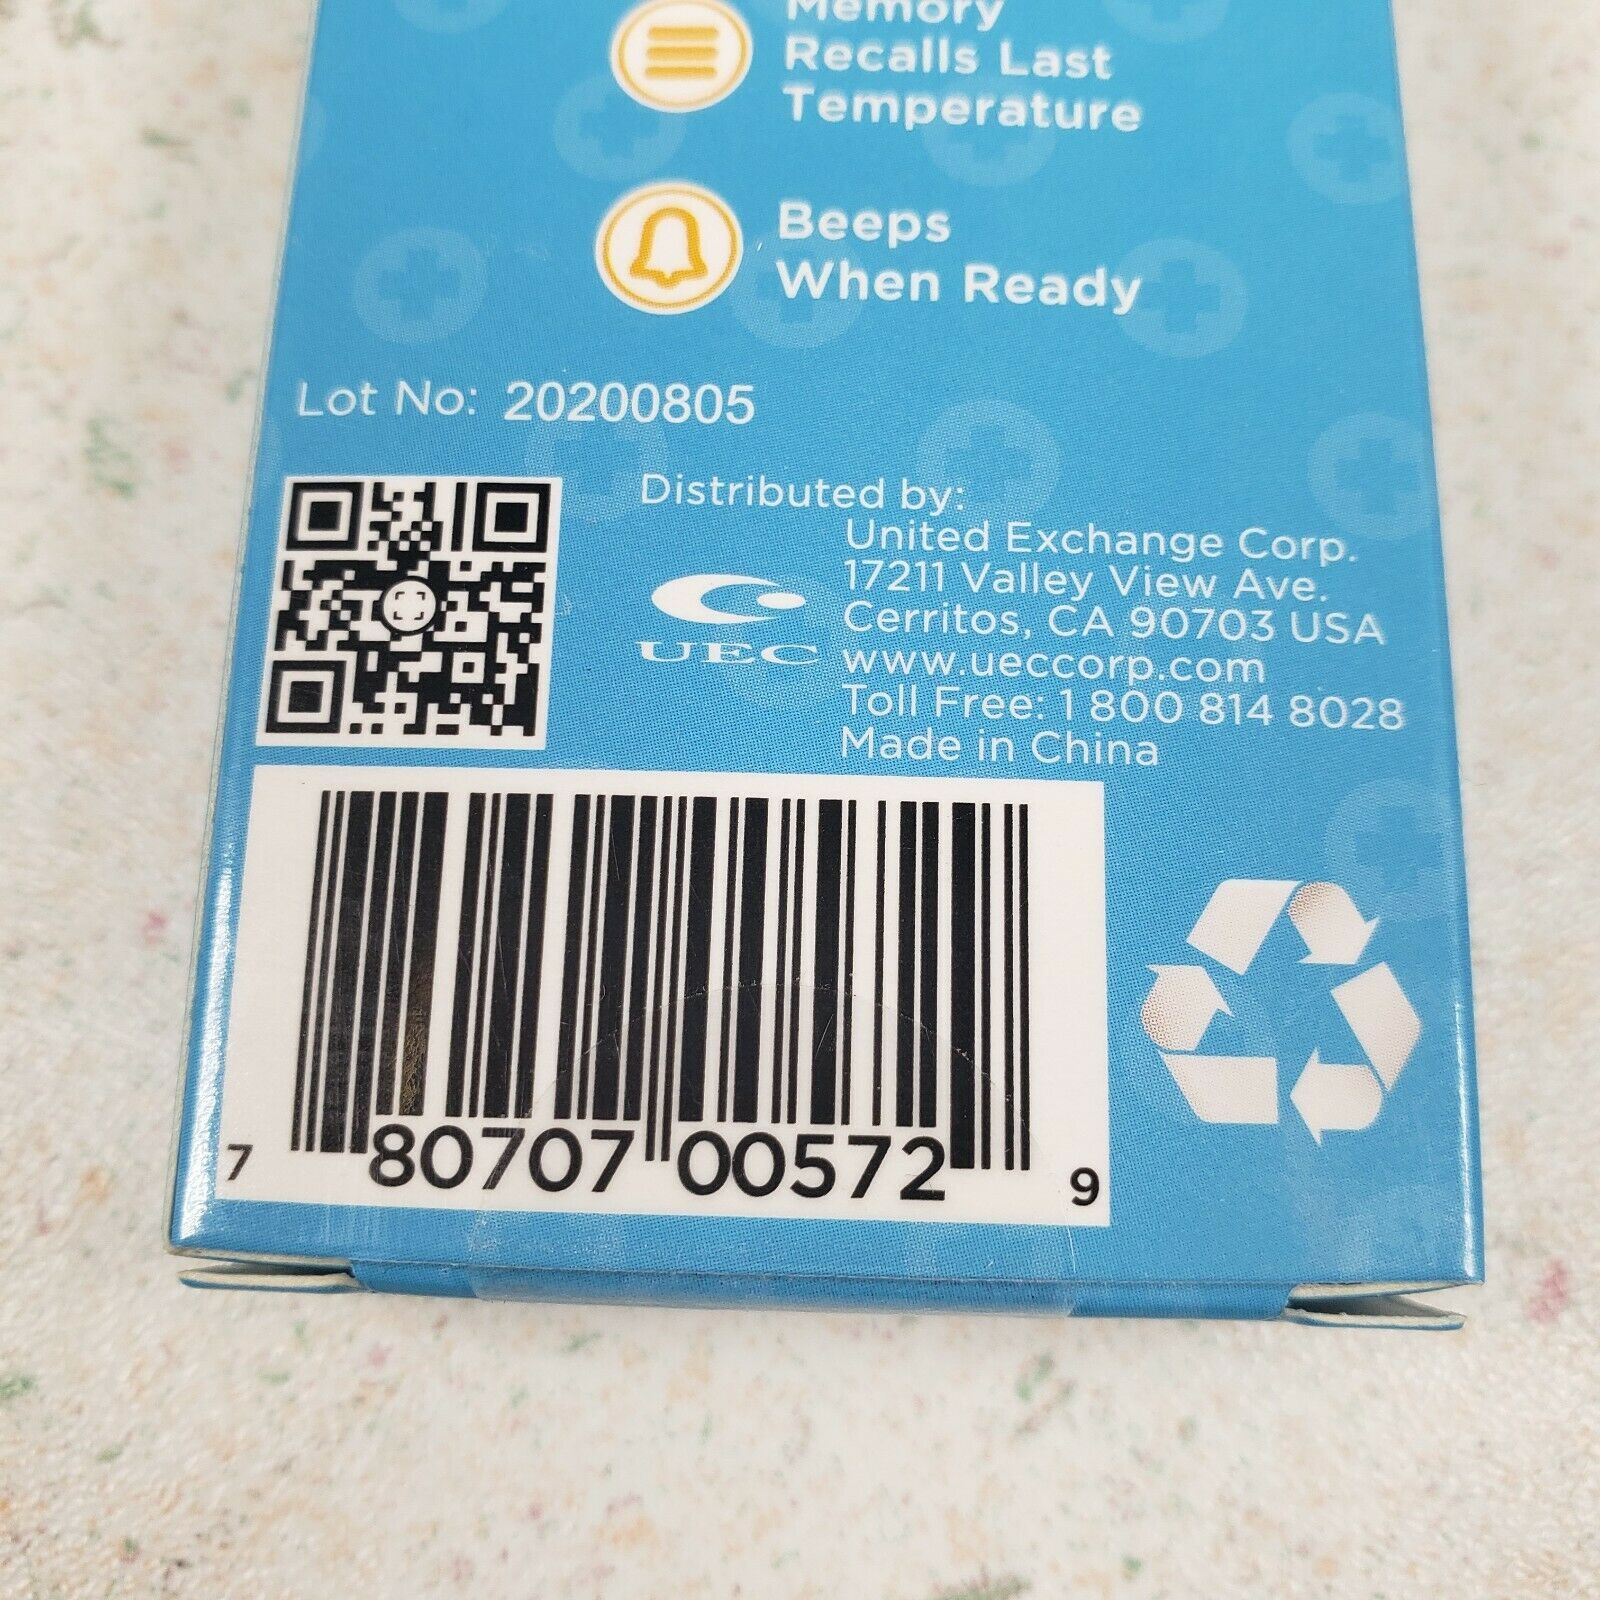 Memory
Recalls Last
Temperature
Beeps
When Ready
Lot No: 20200805
Distributed by:
United Exchange Corp.
17211 Valley View Ave.
Cerritos, CA 90703 USA
UEC
www.ueccorp.com
Toll Free: 1 800 814 8028
Made in China
7 80707 00572 9